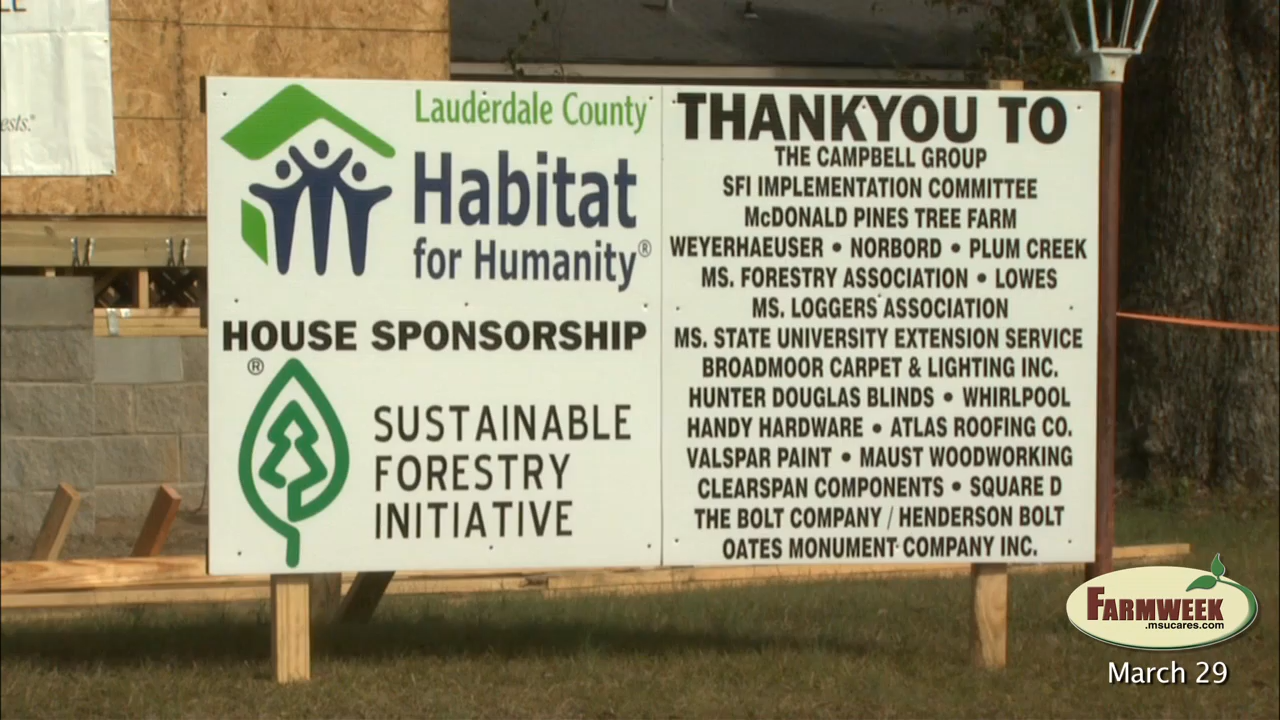 ests.®
Lauderdale County
Habitat
for Humanity®
HOUSE SPONSORSHIP
®
SUSTAINABLE
FORESTRY
INITIATIVE
THANKYOU TO
THE CAMPBELL GROUP
SFI IMPLEMENTATION COMMITTEE
McDONALD PINES TREE FARM
WEYERHAEUSER • NORBORD • PLUM CREEK
MS. FORESTRY ASSOCIATION • LOWES
MS. LOGGERS ASSOCIATION
MS. STATE UNIVERSITY EXTENSION SERVICE
BROADMOOR CARPET & LIGHTING INC.
HUNTER DOUGLAS BLINDS • WHIRLPOOL
HANDY HARDWARE • ATLAS ROOFING CO.
VALSPAR PAINT • MAUST WOODWORKING
CLEARSPAN COMPONENTS • SQUARE D
THE BOLT COMPANY / HENDERSON BOLT
OATES MONUMENT COMPANY INC.
FARMWEEK
.msucares.com
March 29